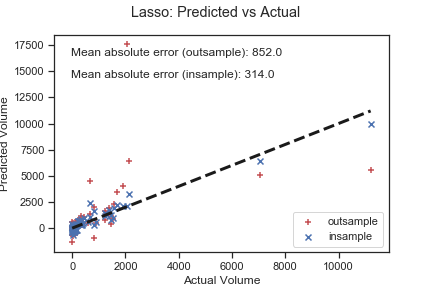 Lasso: Predicted vs Actual
17500
Mean absolute error (outsample): 852.0
15000
Mean absolute error (insample): 314.0
12500
10000
7500
5000
2500
0
Predicted Volume
outsample
insample
0
2000
4000
6000
8000
10000
Actual Volume